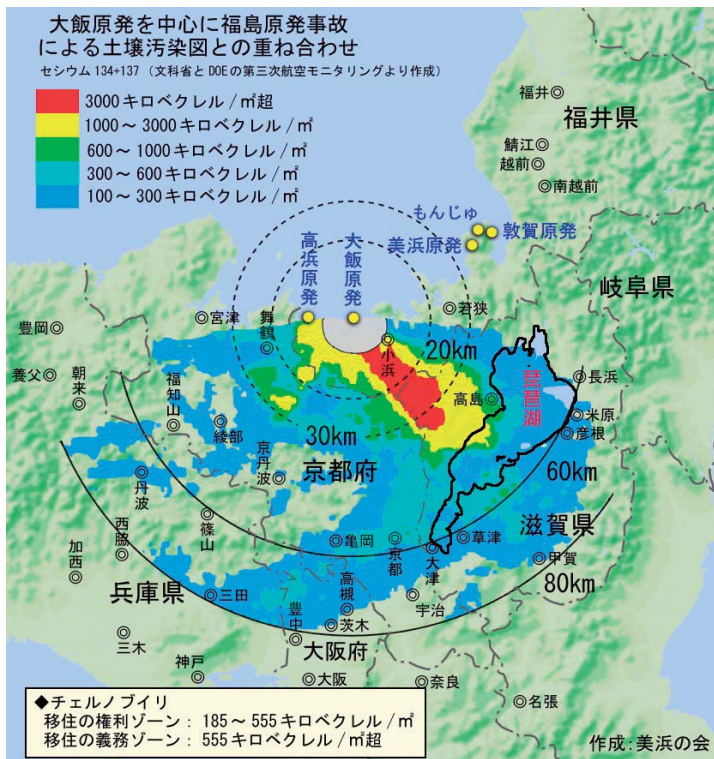 大飯原発を中心に福島原発事故
による土壌汚染図との重ね合わせ
セシウム 134+137 （文科省とDOEの第三次航空モニタリングより作成）
3000キロベクレル/㎡超
1000～3000キロベクレル/㎡
600～1000キロベクレル/㎡
300～600キロベクレル/㎡
100～300キロベクレル/㎡
福井◎
福井県
鯖江◎
越前◎
◎南越前
もんじゅ
敦賀原発
美浜原発
高浜原発
大飯原発
岐阜県
豊岡◎
◎宮津
舞鶴
◎若狭
小浜
20km
養父◎
朝来
福知山
綾部
高島◎
琵琶湖
◎長浜
◎米原
◎彦根
30km
京丹波
京都府
60km
丹波
滋賀県
西脇
篠山
◎亀岡
京都
大津
◎草津
◎甲賀
加西
80km
兵庫県
◎三田
高槻
宇治
豊中
◎茨木
三木
大阪府
神戸
◎大阪
◎奈良
◎名張
◆チェルノブイリ
移住の権利ゾーン：185～555キロベクレル/㎡
移住の義務ゾーン：555キロベクレル/㎡超
作成：美浜の会